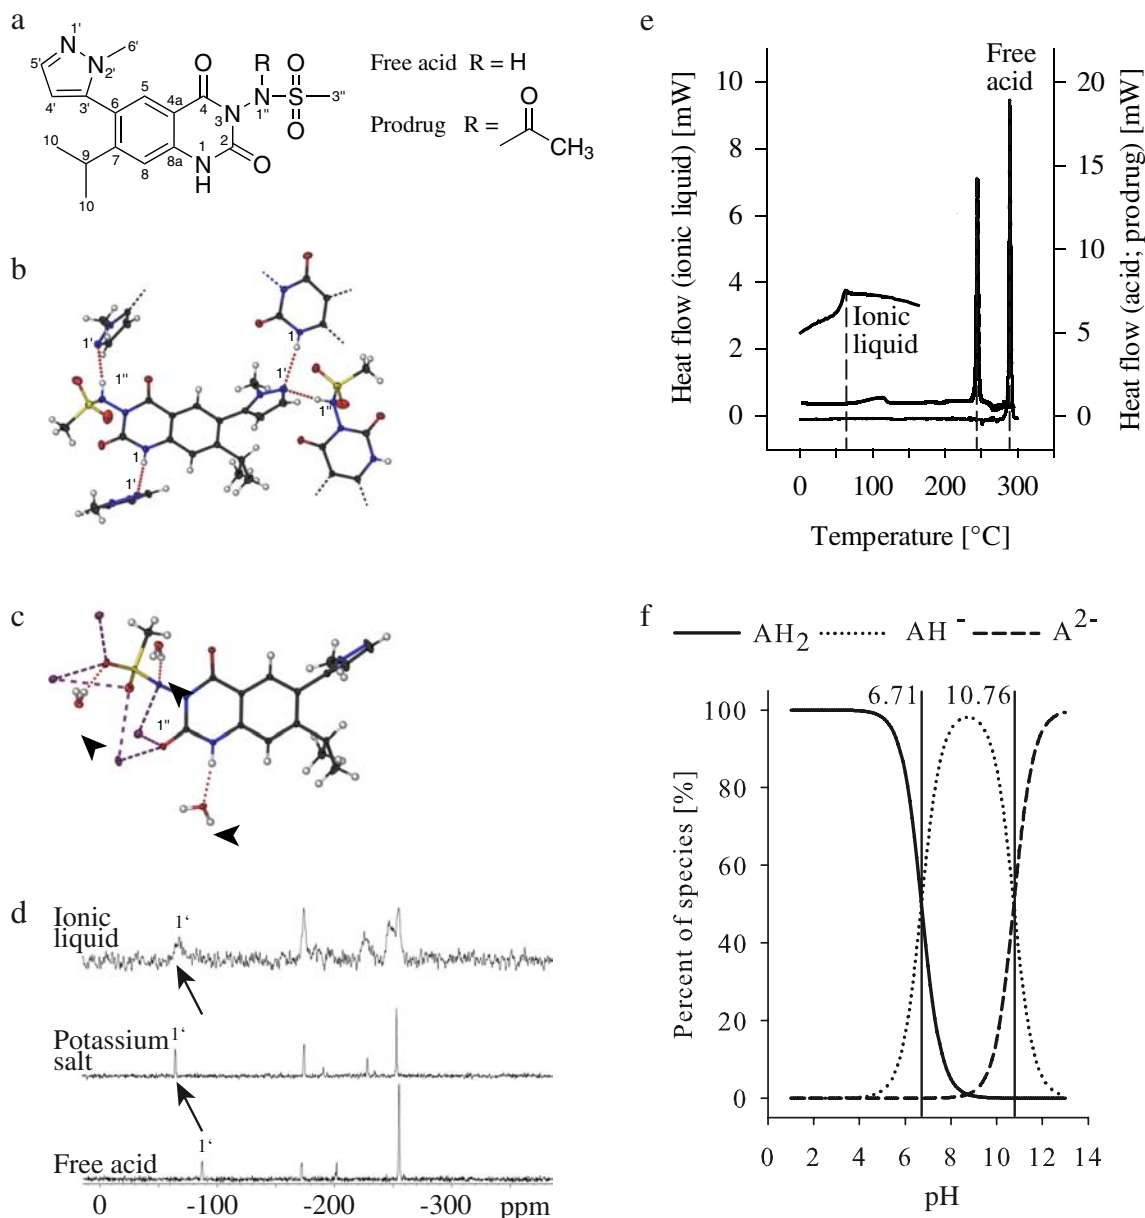 a
1'
N
5'
N
2'
6'
4'
3'
6
5
4a
O
4
R
N
1"
O
S
O
3"
N
3
2
O
10
9
7
8
8a
1
N
H
10
Free acid R = H
Prodrug R =
O
CH3
b
1'
1"
1
1'
1
1'
1"
c
1"
d
Ionic
liquid
1‘
Potassium
salt
1‘
Free acid
1‘
0 -100 -200 -300 ppm
e
Heat flow (ionic liquid) [mW]
10
8
6
4
2
0
Free
acid
Ionic
liquid
20
15
10
5
0
Heat flow (acid; prodrug) [mW]
0 100 200 300
Temperature [°C]
f
AH2 AH- A2-
6.71 10.76
Percent of species [%]
100
80
60
40
20
0
0 2 4 6 8 10 12 14
pH